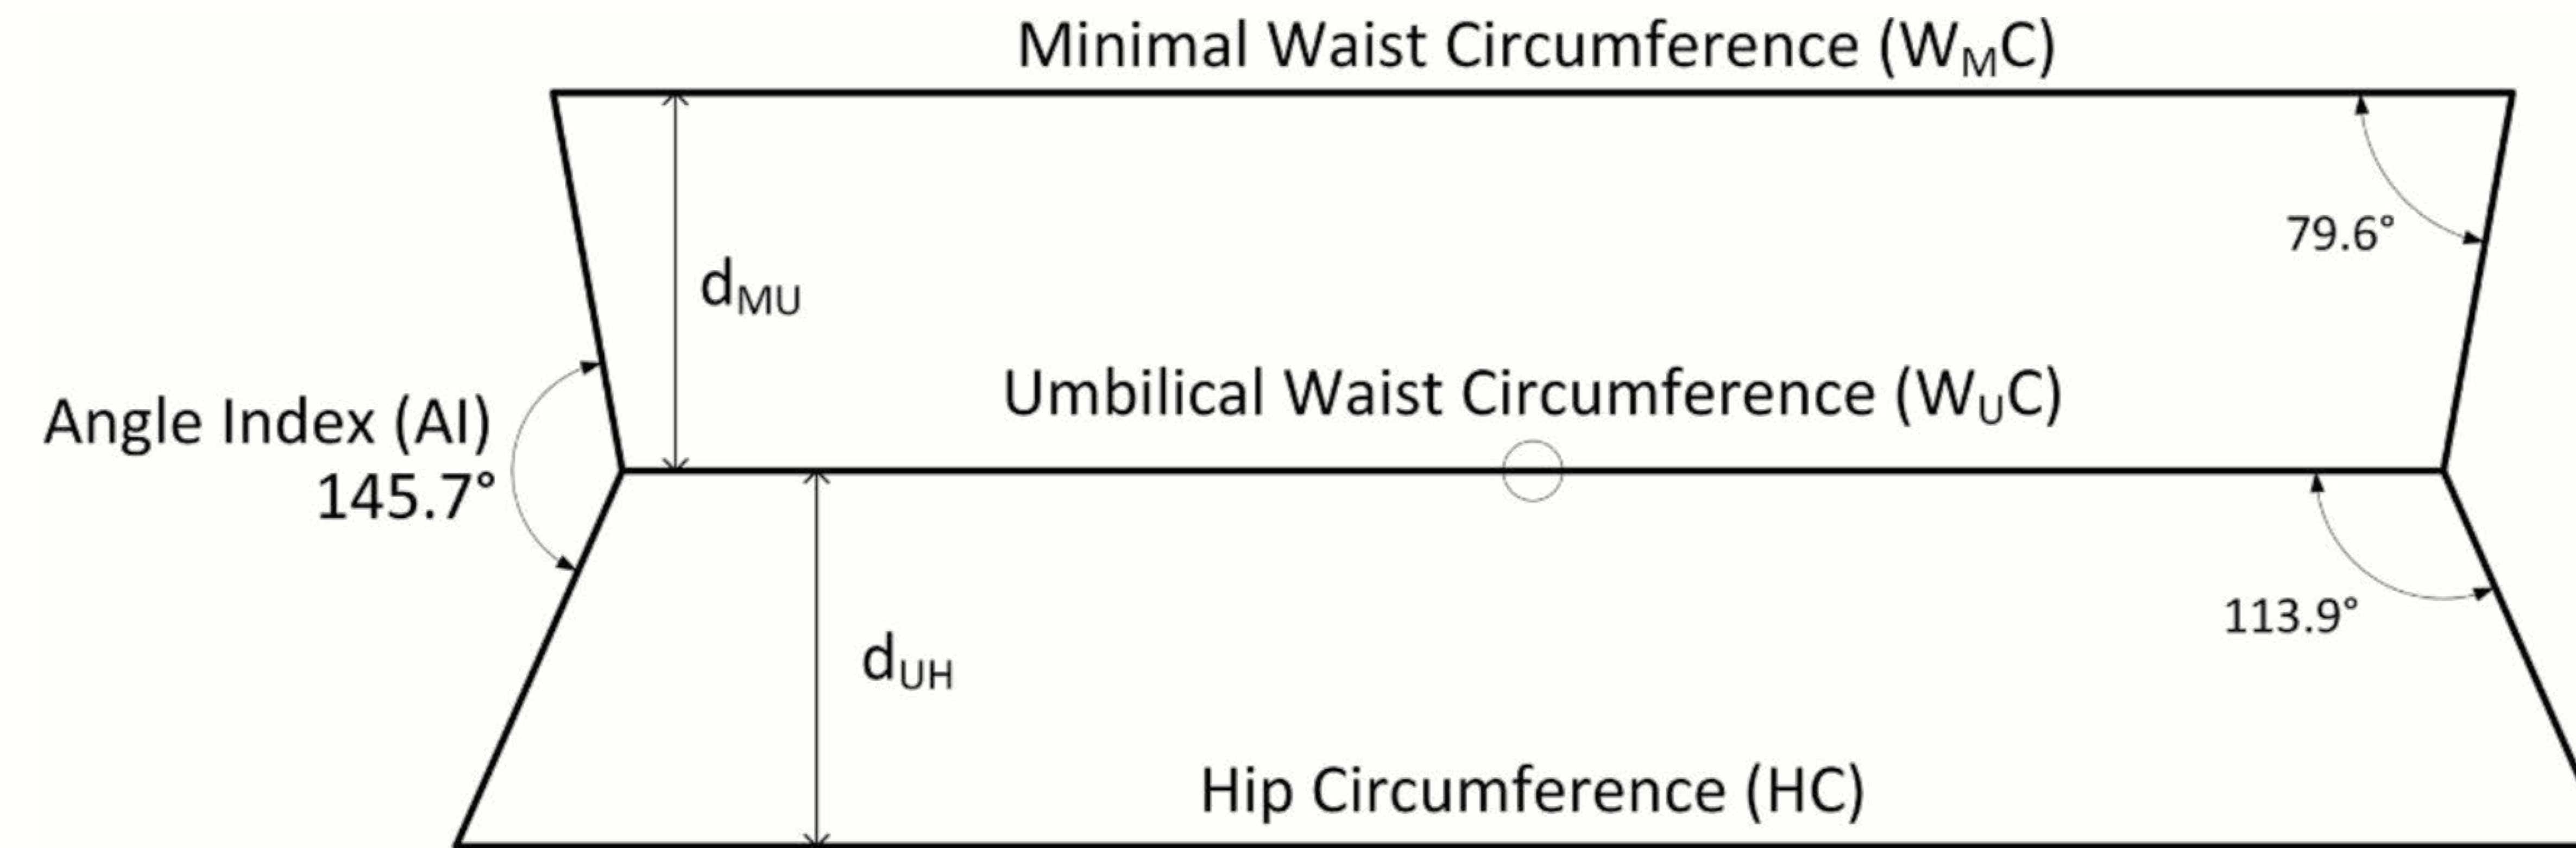 Minimal Waist Circumference (WMC)
79.6°
dMU
Umbilical Waist Circumference (WUC)
Angle Index (AI)
145.7°
113.9°
dUH
Hip Circumference (HC)